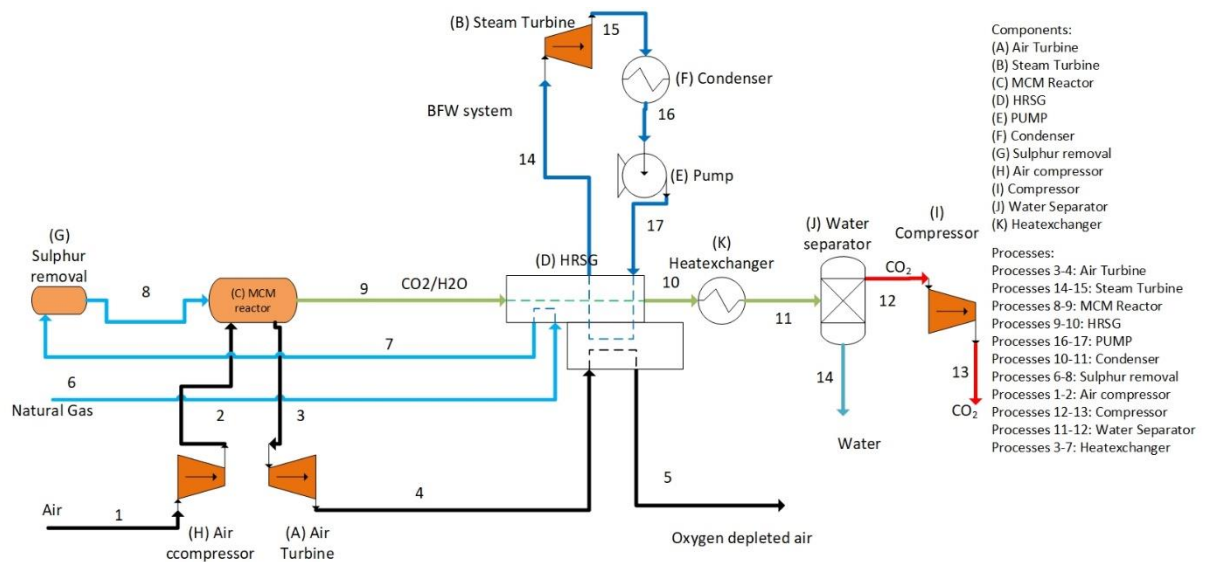 (B) Steam Turbine
15
(F) Condenser
BFW system
16
14
(E) Pump
17
(G)
Sulphur
removal
8
(C) MCM
reactor
9
CO2/H2O
(D) HRSG
(K)
Heatexchanger
10
11
(J) Water
separator
CO₂
12
(I)
Compressor
13
CO₂
14
Water
7
6
Natural Gas
2
3
Air
1
(H) Air
ccompressor
(A) Air
Turbine
4
5
Oxygen depleted air
Components:
(A) Air Turbine
(B) Steam Turbine
(C) MCM Reactor
(D) HRSG
(E) PUMP
(F) Condenser
(G) Sulphur removal
(H) Air compressor
(I) Compressor
(J) Water Separator
(K) Heatexchanger
Processes:
Processes 3-4: Air Turbine
Processes 14-15: Steam Turbine
Processes 8-9: MCM Reactor
Processes 9-10: HRSG
Processes 16-17: PUMP
Processes 10-11: Condenser
Processes 6-8: Sulphur removal
Processes 1-2: Air compressor
Processes 12-13: Compressor
Processes 11-12: Water Separator
Processes 3-7: Heatexchanger